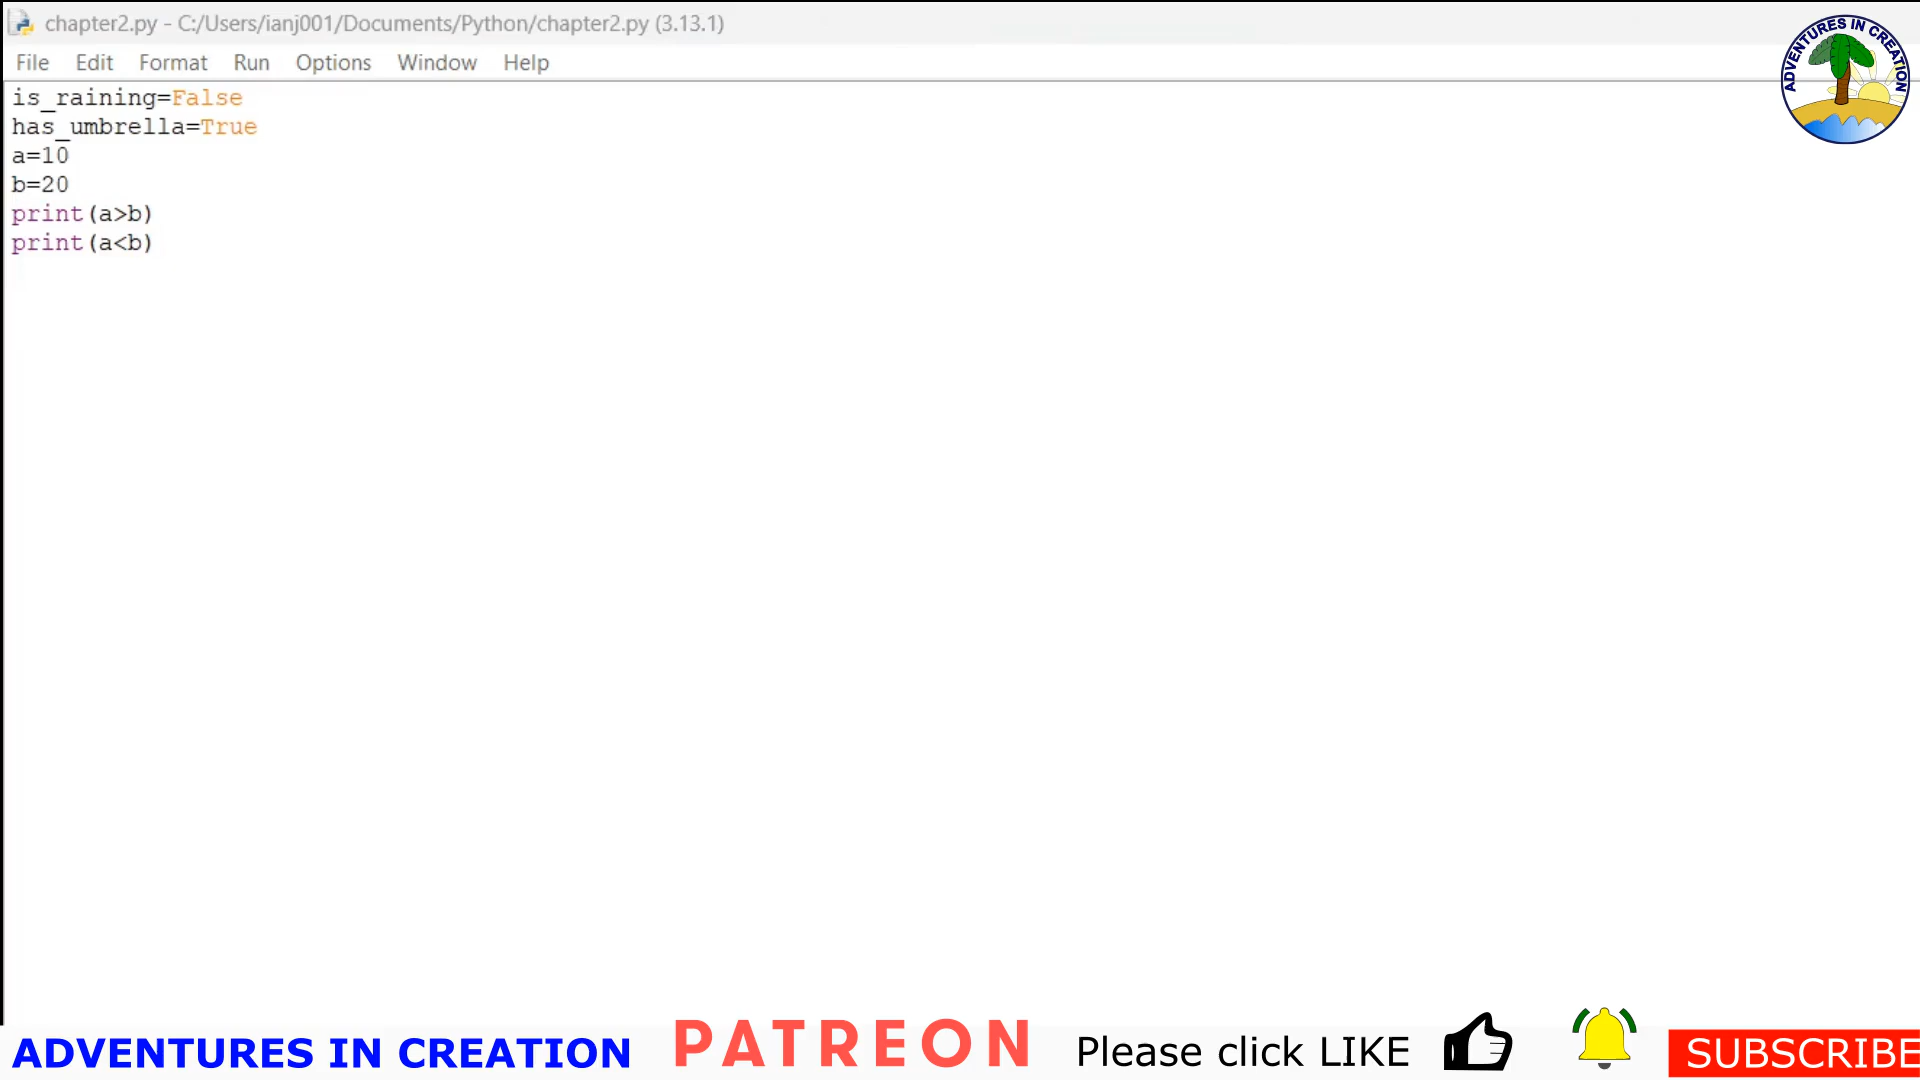 chapter2.py - C:/Users/ianj001/Documents/Python/chapter2.py (3.13.1)
File Edit Format Run Options Window Help
is_raining=False
has_umbrella=True
a=10
b=20
print(a>b)
print(a<b)
ADVENTURES IN CREATION
ADVENTURES IN CREATION PATREON Please click LIKE SUBSCRIBE